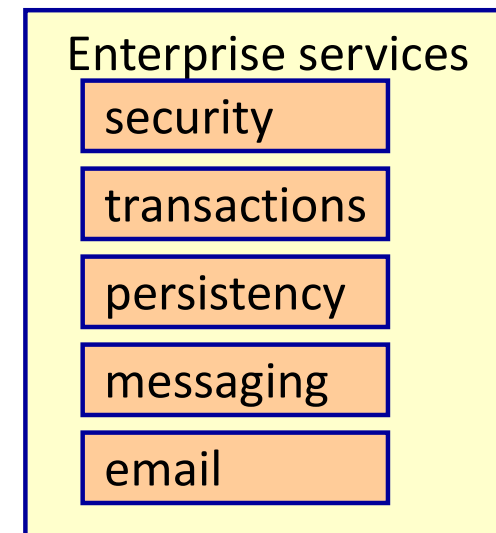 Enterprise services
security
transactions
persistency
messaging
email